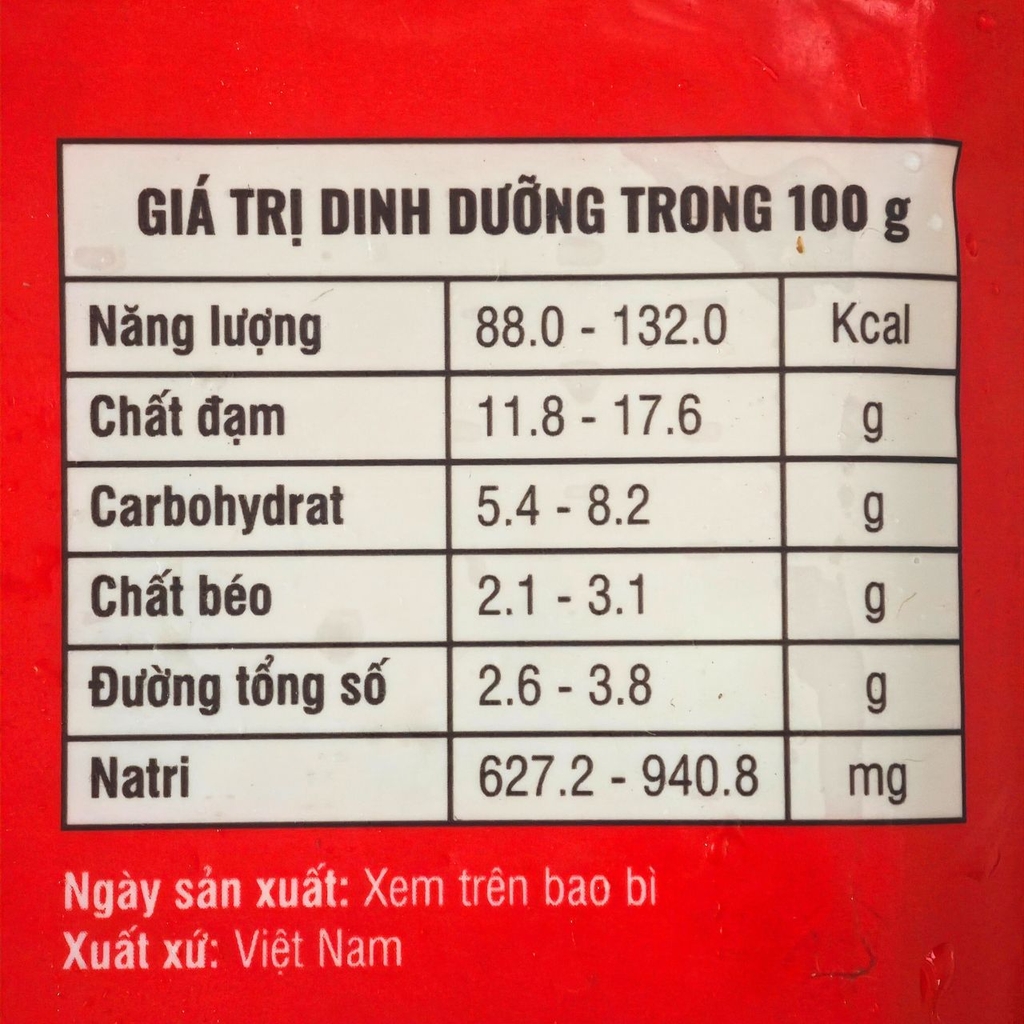 GIÁ TRỊ DINH DƯỠNG TRONG 100 g
Năng lượng 88.0 - 132.0 Kcal
Chất đạm 11.8 - 17.6 g
Carbohydrat 5.4 - 8.2 g
Chất béo 2.1 - 3.1 g
Đường tổng số 2.6 - 3.8 g
Natri 627.2 - 940.8 mg
Ngày sản xuất: Xem trên bao bì
Xuất xứ: Việt Nam